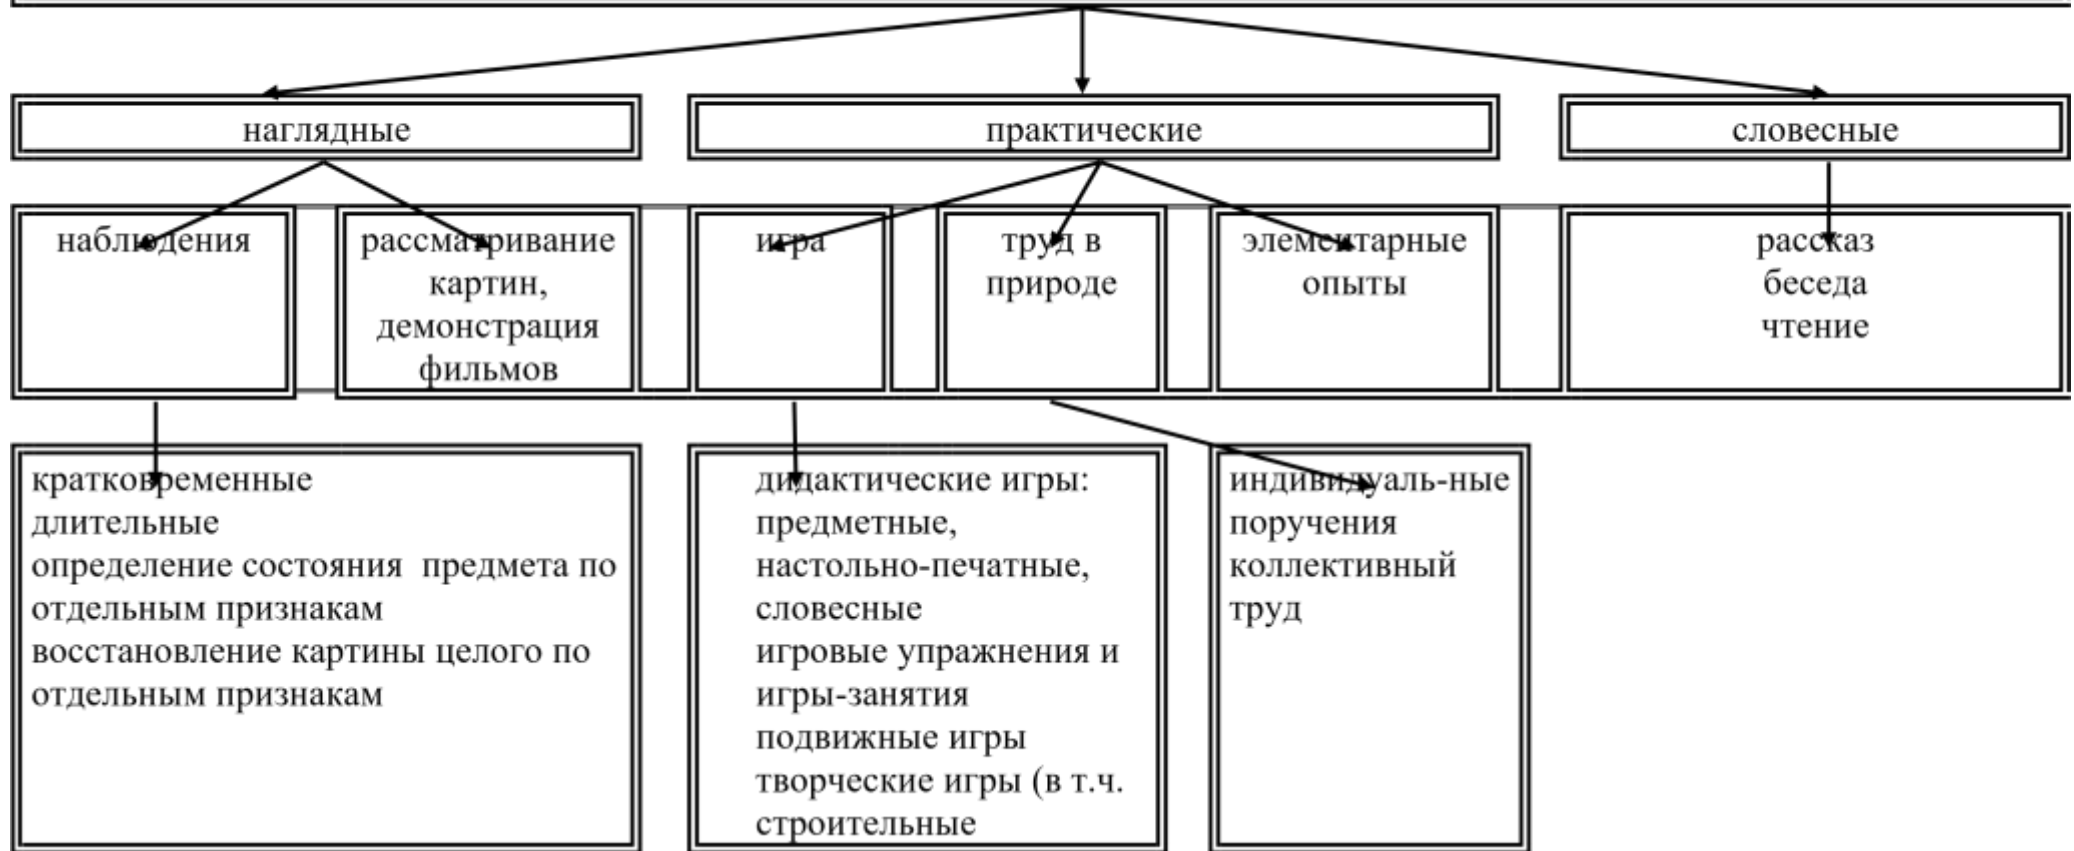 наглядные
практические
словесные
наблюдения
рассматривание
картин,
демонстрация
фильмов
игра
труд в
природе
элементарные
опыты
рассказ
беседа
чтение
кратковременные
длительные
определение состояния предмета по
отдельным признакам
восстановление картины целого по
отдельным признакам
дидактические игры:
предметные,
настольно-печатные,
словесные
игровые упражнения и
игры-занятия
подвижные игры
творческие игры (в т.ч.
строительные
индивидуаль-ные
поручения
коллективный
труд